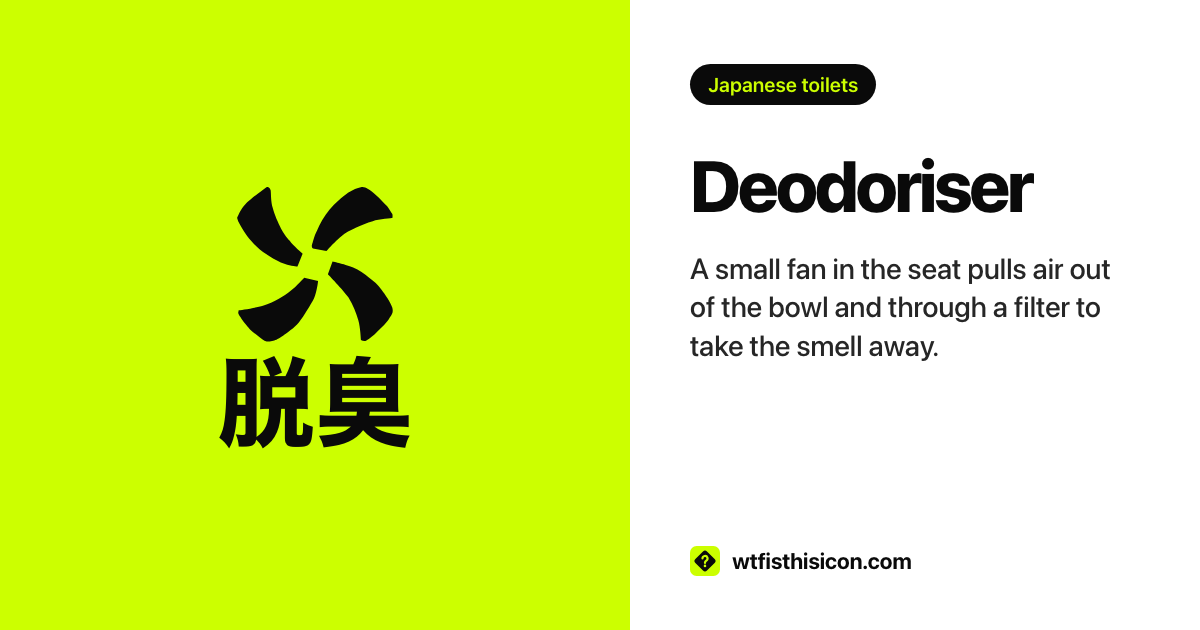 脱臭
Japanese toilets
Deodoriser
A small fan in the seat pulls air out
of the bowl and through a filter to
take the smell away.
?
wtfisthisicon.com